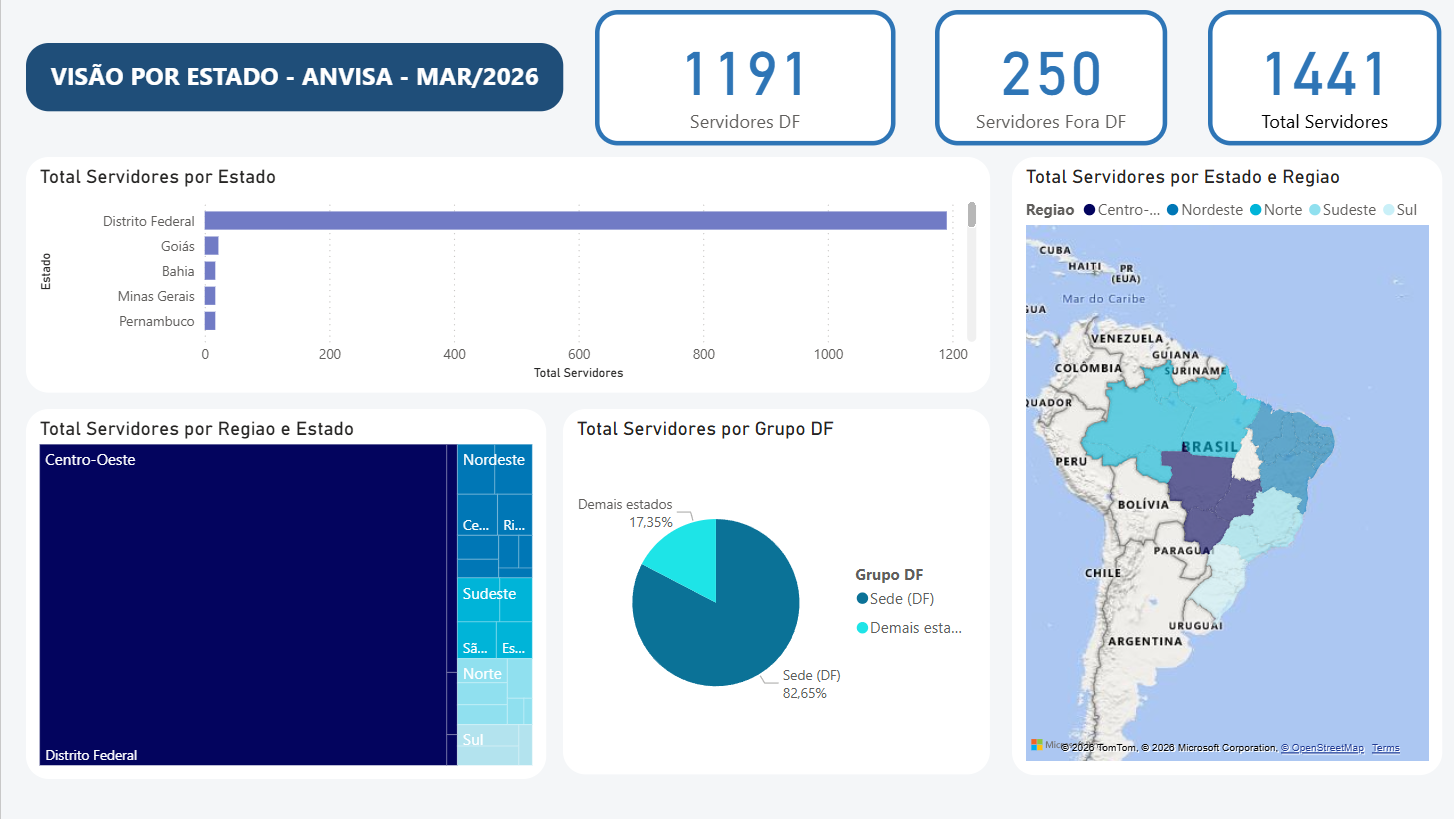 VISÃO POR ESTADO - ANVISA - MAR/2026
1191
Servidores DF
250
Servidores Fora DF
1441
Total Servidores
Total Servidores por Estado
Estado
Distrito Federal
Goiás
Bahia
Minas Gerais
Pernambuco
0 200 400 600 800 1000 1200
Total Servidores
Total Servidores por Regiao e Estado
Centro-Oeste
Distrito Federal
Nordeste
Ce... Ri...
Sudeste
Sã... Es...
Norte
Sul
Total Servidores por Grupo DF
Demais estados
17,35%
Sede (DF)
82,65%
Grupo DF
Sede (DF)
Demais esta...
Total Servidores por Estado e Regiao
Regiao Centro-... Nordeste Norte Sudeste Sul
CUBA
HAITI
PR
(EUA)
Mar do Caribe
GUA
VENEZUELA
GUIANA
COLÔMBIA
SURINAME
QUADOR
BRASIL
PERU
BOLÍVIA
PARAGUA
CHILE
URUGUAI
ARGENTINA
© 2026 TomTom, © 2026 Microsoft Corporation, © OpenStreetMap Terms